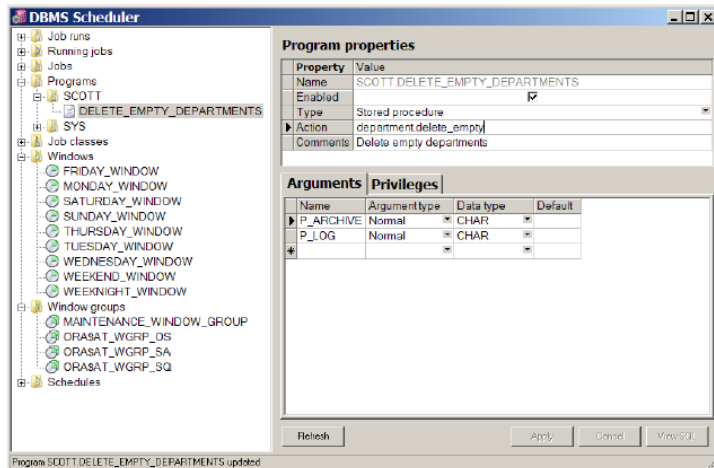 DBMS Scheduler
Job runs
Running jobs
Jobs
Programs
SCOTT
DELETE_EMPTY_DEPARTMENTS
SYS
Job classes
Windows
FRIDAY_WINDOW
MONDAY_WINDOW
SATURDAY_WINDOW
SUNDAY_WINDOW
THURSDAY_WINDOW
TUESDAY_WINDOW
WEDNESDAY_WINDOW
WEEKEND_WINDOW
WEEKNIGHT_WINDOW
Window groups
MAINTENANCE_WINDOW_GROUP
ORA$AT_WGRP_OS
ORA$AT_WGRP_SA
ORA$AT_WGRP_SQ
Schedules
Program properties
Property Value
Name SCOTT.DELETE_EMPTY_DEPARTMENTS
Enabled
Type Stored procedure
Action department.delete_empty
Comments Delete empty departments
Arguments Privileges
Name Argument type Data type Default
P_ARCHIVE Normal CHAR
P_LOG Normal CHAR
Refresh Apply Cancel View SQL
Program SCOTT.DELETE_EMPTY_DEPARTMENTS updated